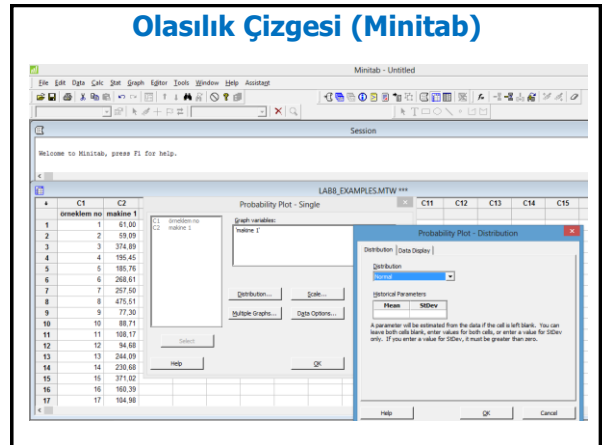 Olasılık Çizgesi (Minitab)
Minitab - Untitled
File Edit Data Calc Stat Graph Editor Tools Window Help Assistant
Session
Welcome to Minitab, press F1 for help.
LAB8_EXAMPLES.MTW ***
C1 C2 C11 C12 C13 C14 C15
örneklem no makine 1
1 1 61,00
2 2 59,09
3 3 374,89
4 4 195,45
5 5 185,76
6 6 268,61
7 7 257,50
8 8 475,51
9 9 77,30
10 10 88,71
11 11 108,17
12 12 94,68
13 13 244,09
14 14 230,68
15 15 371,02
16 16 160,39
17 17 104,98
Probability Plot - Single
C1 örneklem no
C2 makine 1
Graph variables:
'makine 1'
Distribution... Scale...
Multiple Graphs... Data Options...
Select
Help OK
Probability Plot - Distribution
Distribution Data Display
Distribution
Normal
Historical Parameters
Mean StDev
A parameter will be estimated from the data if the cell is left blank. You can
leave both cells blank, enter values for both cells, or enter a value for StDev
only. If you enter a value for StDev, it must be greater than zero.
Help OK Cancel